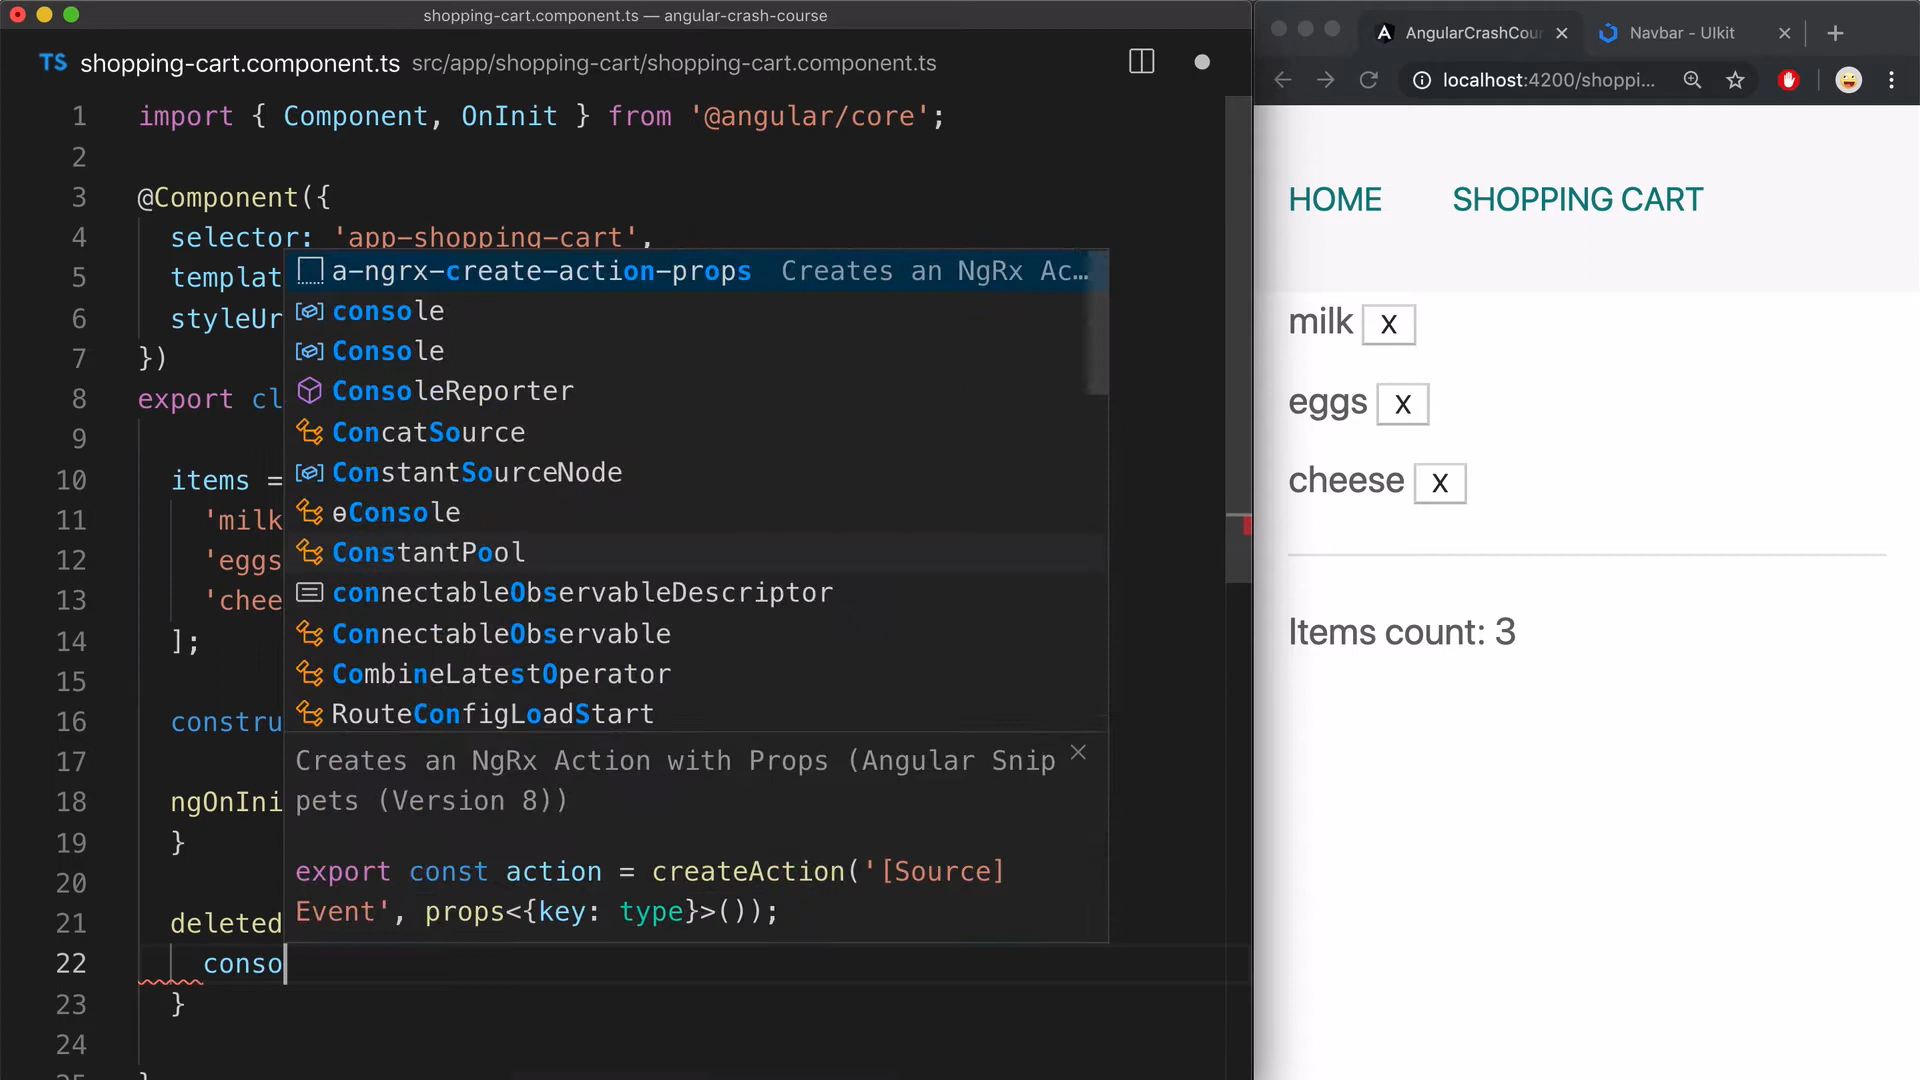 shopping-cart.component.ts — angular-crash-course
TS shopping-cart.component.ts src/app/shopping-cart/shopping-cart.component.ts
1 import { Component, OnInit } from '@angular/core';
2
3 @Component({
4 selector: 'app-shopping-cart',
5 templat
6 styleUr
7 })
8 export cl
9
10 items =
11 'milk
12 'eggs
13 'chee
14 ];
15
16 constru
17
18 ngOnIni
19 }
20
21 deleted
22 conso
23 }
24
25 }
a-ngrx-create-action-props Creates an NgRx Ac…
console
Console
ConsoleReporter
ConcatSource
ConstantSourceNode
ɵConsole
ConstantPool
connectableObservableDescriptor
ConnectableObservable
CombineLatestOperator
RouteConfigLoadStart
Creates an NgRx Action with Props (Angular Snip
pets (Version 8))
export const action = createAction('[Source]
Event', props<{key: type}>());
AngularCrashCour
Navbar - UIkit
localhost:4200/shoppi...
HOME SHOPPING CART
milk X
eggs X
cheese X
Items count: 3